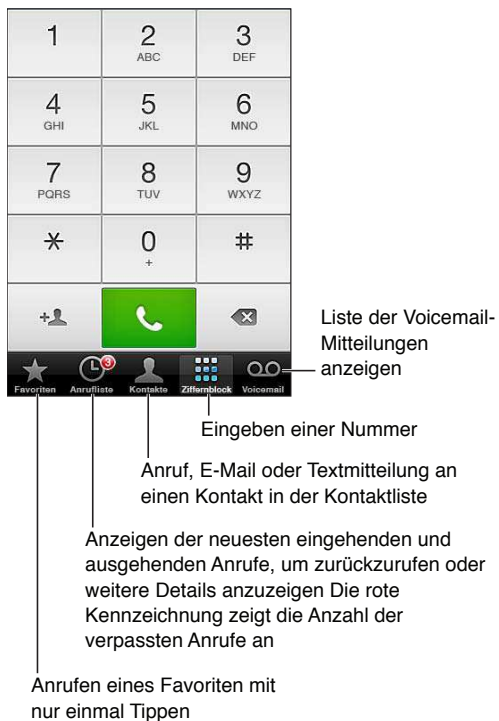 1 2 3
ABC DEF
4 5 6
GHI JKL MNO
7 8 9
PQRS TUV WXYZ
* 0 #
+
+
3
Favoriten Anrufliste Kontakte Ziffernblock Voicemail
Liste der Voicemail-
Mitteilungen
anzeigen
Eingeben einer Nummer
Anruf, E-Mail oder Textmitteilung an
einen Kontakt in der Kontaktliste
Anzeigen der neuesten eingehenden und
ausgehenden Anrufe, um zurückzurufen oder
weitere Details anzuzeigen Die rote
Kennzeichnung zeigt die Anzahl der
verpassten Anrufe an
Anrufen eines Favoriten mit
nur einmal Tippen